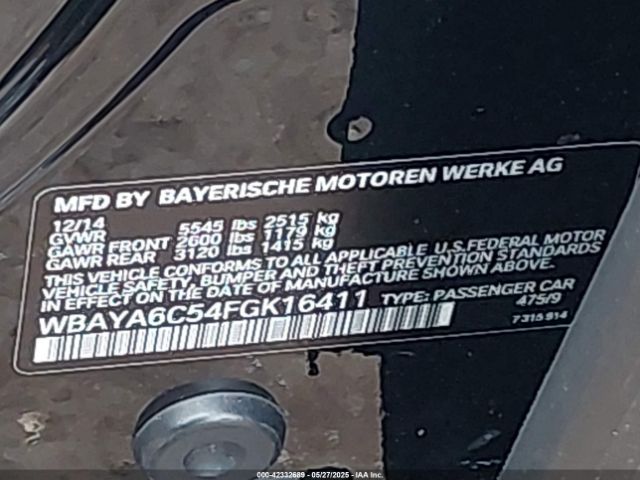 MFD BY BAYERISCHE MOTOREN WERKE AG
12/14
GVWR 5545 lbs 2515 kg
GAWR FRONT 2600 lbs 1179 kg
GAWR REAR 3120 lbs 1415 kg
THIS VEHICLE CONFORMS TO ALL APPLICABLE U.S.FEDERAL MOTOR
VEHICLE SAFETY, BUMPER AND THEFT PREVENTION STANDARDS
IN EFFECT ON THE DATE OF MANUFACTURE SHOWN ABOVE.
WBAYA6C54FGK16411 TYPE: PASSENGER CAR
475/9
7 315 914
00-42332689 - 05/27/2025 - IAA Inc.